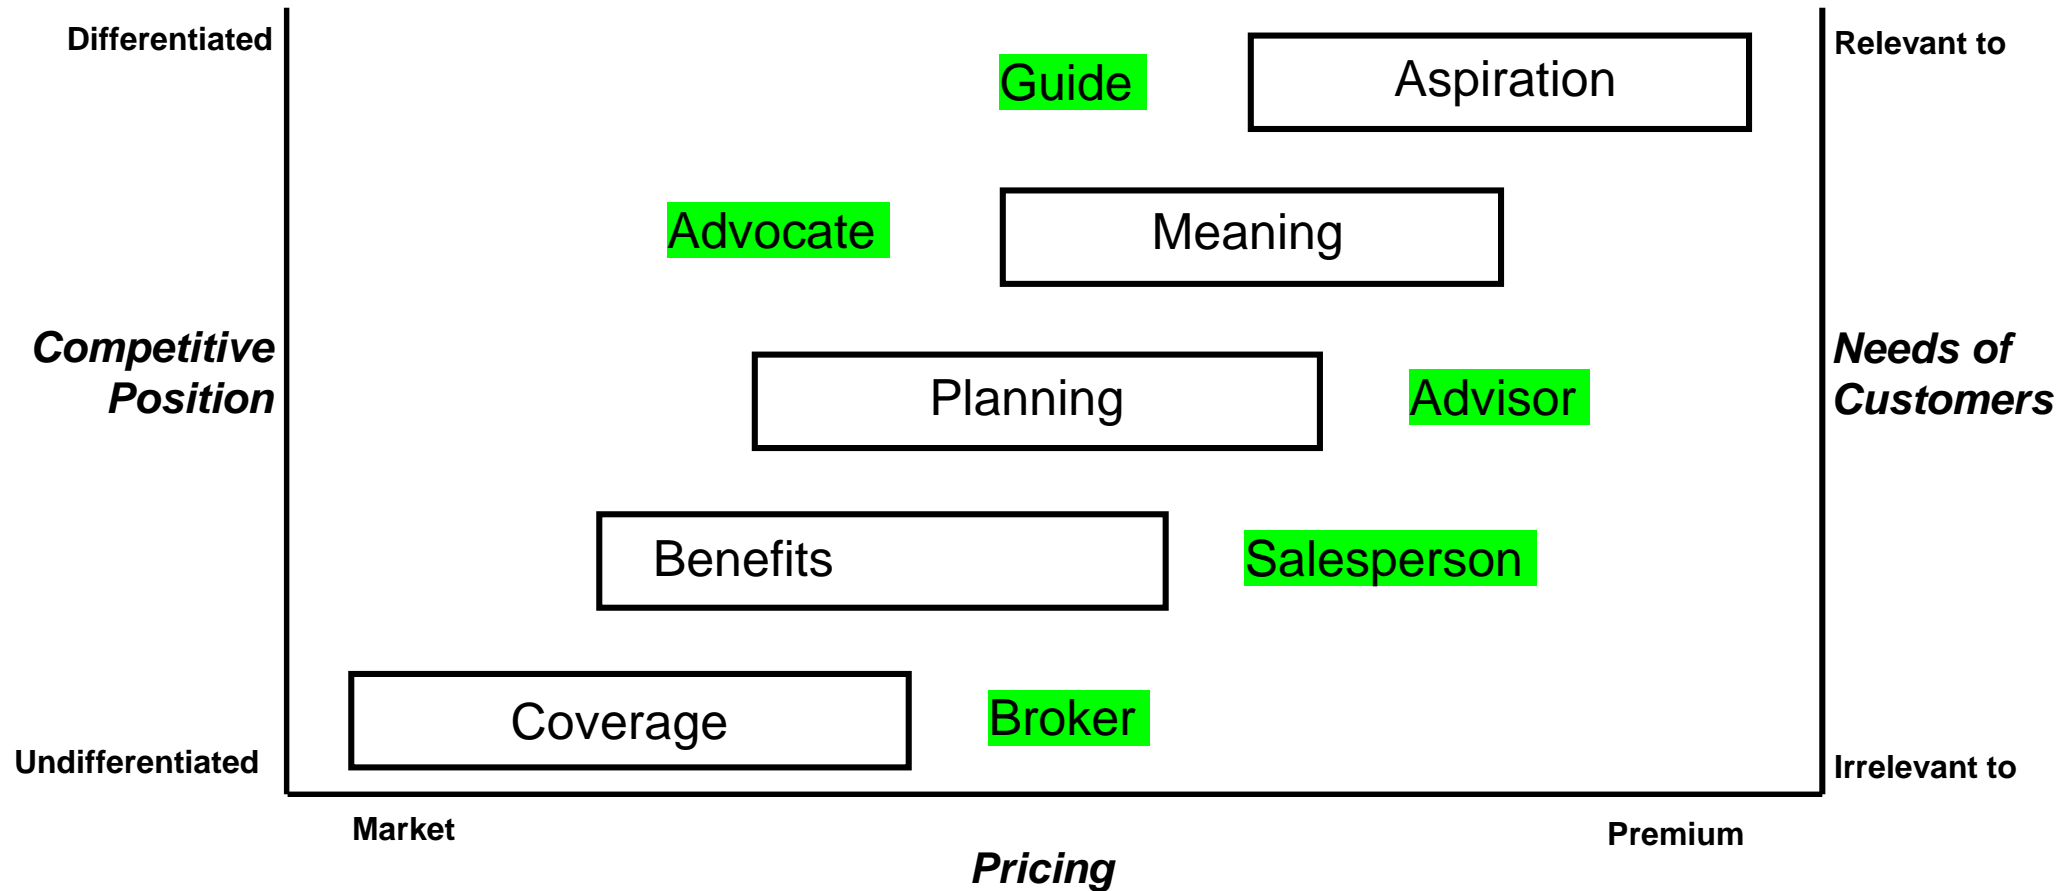 Differentiated
Relevant to
Guide
Aspiration
Advocate
Meaning
Competitive
Position
Needs of
Customers
Planning
Advisor
Benefits
Salesperson
Coverage
Broker
Undifferentiated
Irrelevant to
Market
Premium
Pricing